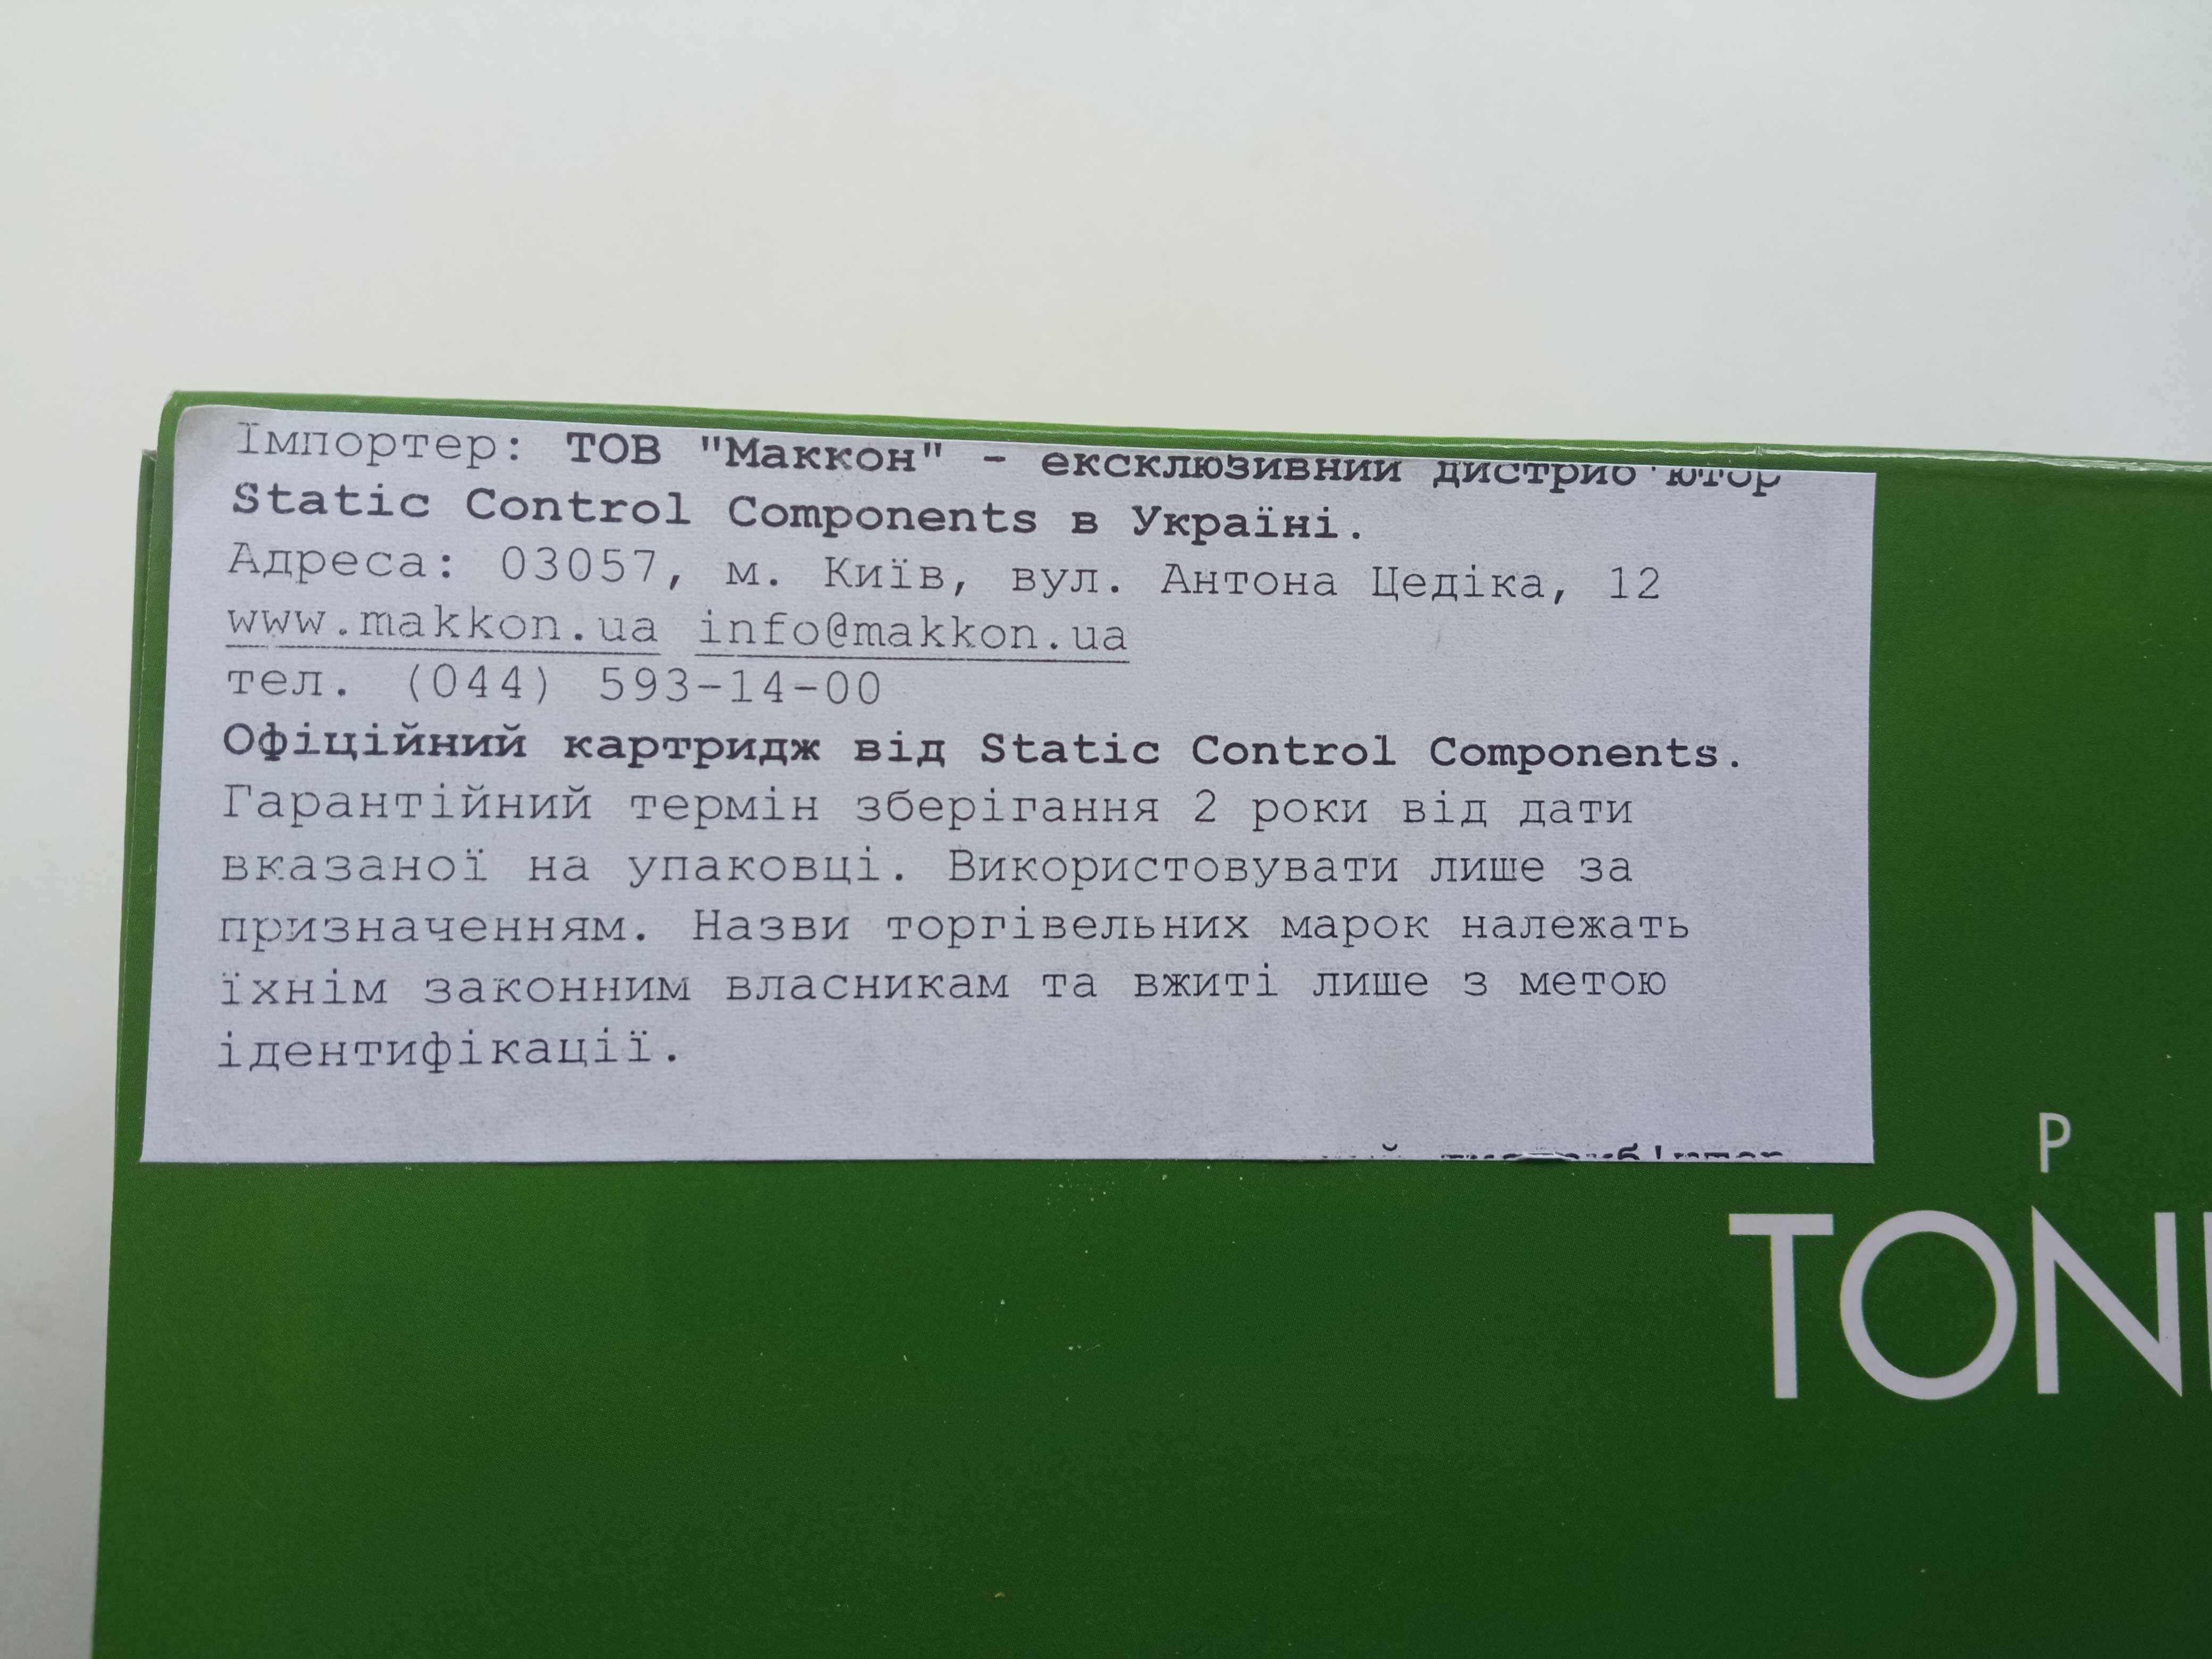 Імпортер: ТОВ "Маккон" - ексклюзивний дистриб'ютор
Static Control Components в Україні.
Адреса: 03057, м. Київ, вул. Антона Цедіка, 12
www.makkon.ua info@makkon.ua
тел. (044) 593-14-00
Офіційний картридж від Static Control Components.
Гарантійний термін зберігання 2 роки від дати
вказаної на упаковці. Використовувати лише за
призначенням. Назви торгівельних марок належать
їхнім законним власникам та вжиті лише з метою
ідентифікації.
P
TON